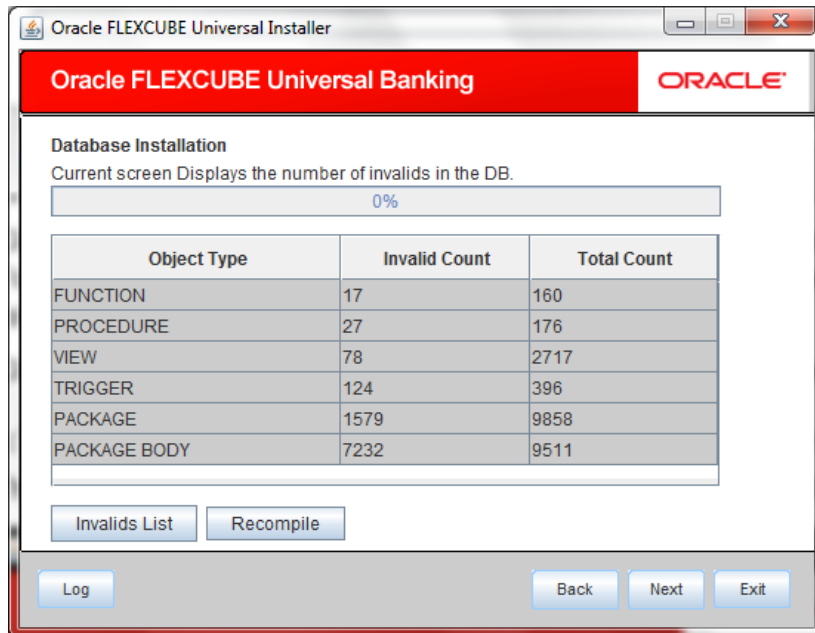 Oracle FLEXCUBE Universal Installer
Oracle FLEXCUBE Universal Banking
ORACLE
Database Installation
Current screen Displays the number of invalids in the DB.
0%
Object Type Invalid Count Total Count
FUNCTION 17 160
PROCEDURE 27 176
VIEW 78 2717
TRIGGER 124 396
PACKAGE 1579 9858
PACKAGE BODY 7232 9511
Invalids List Recompile
Log Back Next Exit